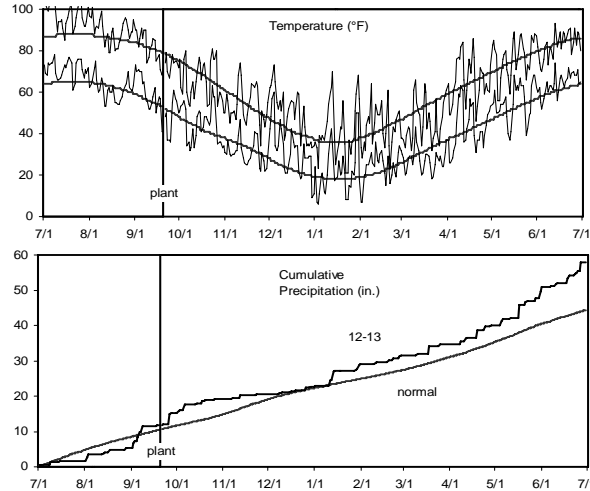 Temperature (°F)
100
80
60
40
20
0
plant
7/1 8/1 9/1 10/1 11/1 12/1 1/1 2/1 3/1 4/1 5/1 6/1 7/1
Cumulative
Precipitation (in.)
60
50
40
30
20
10
0
12-13
normal
plant
7/1 8/1 9/1 10/1 11/1 12/1 1/1 2/1 3/1 4/1 5/1 6/1 7/